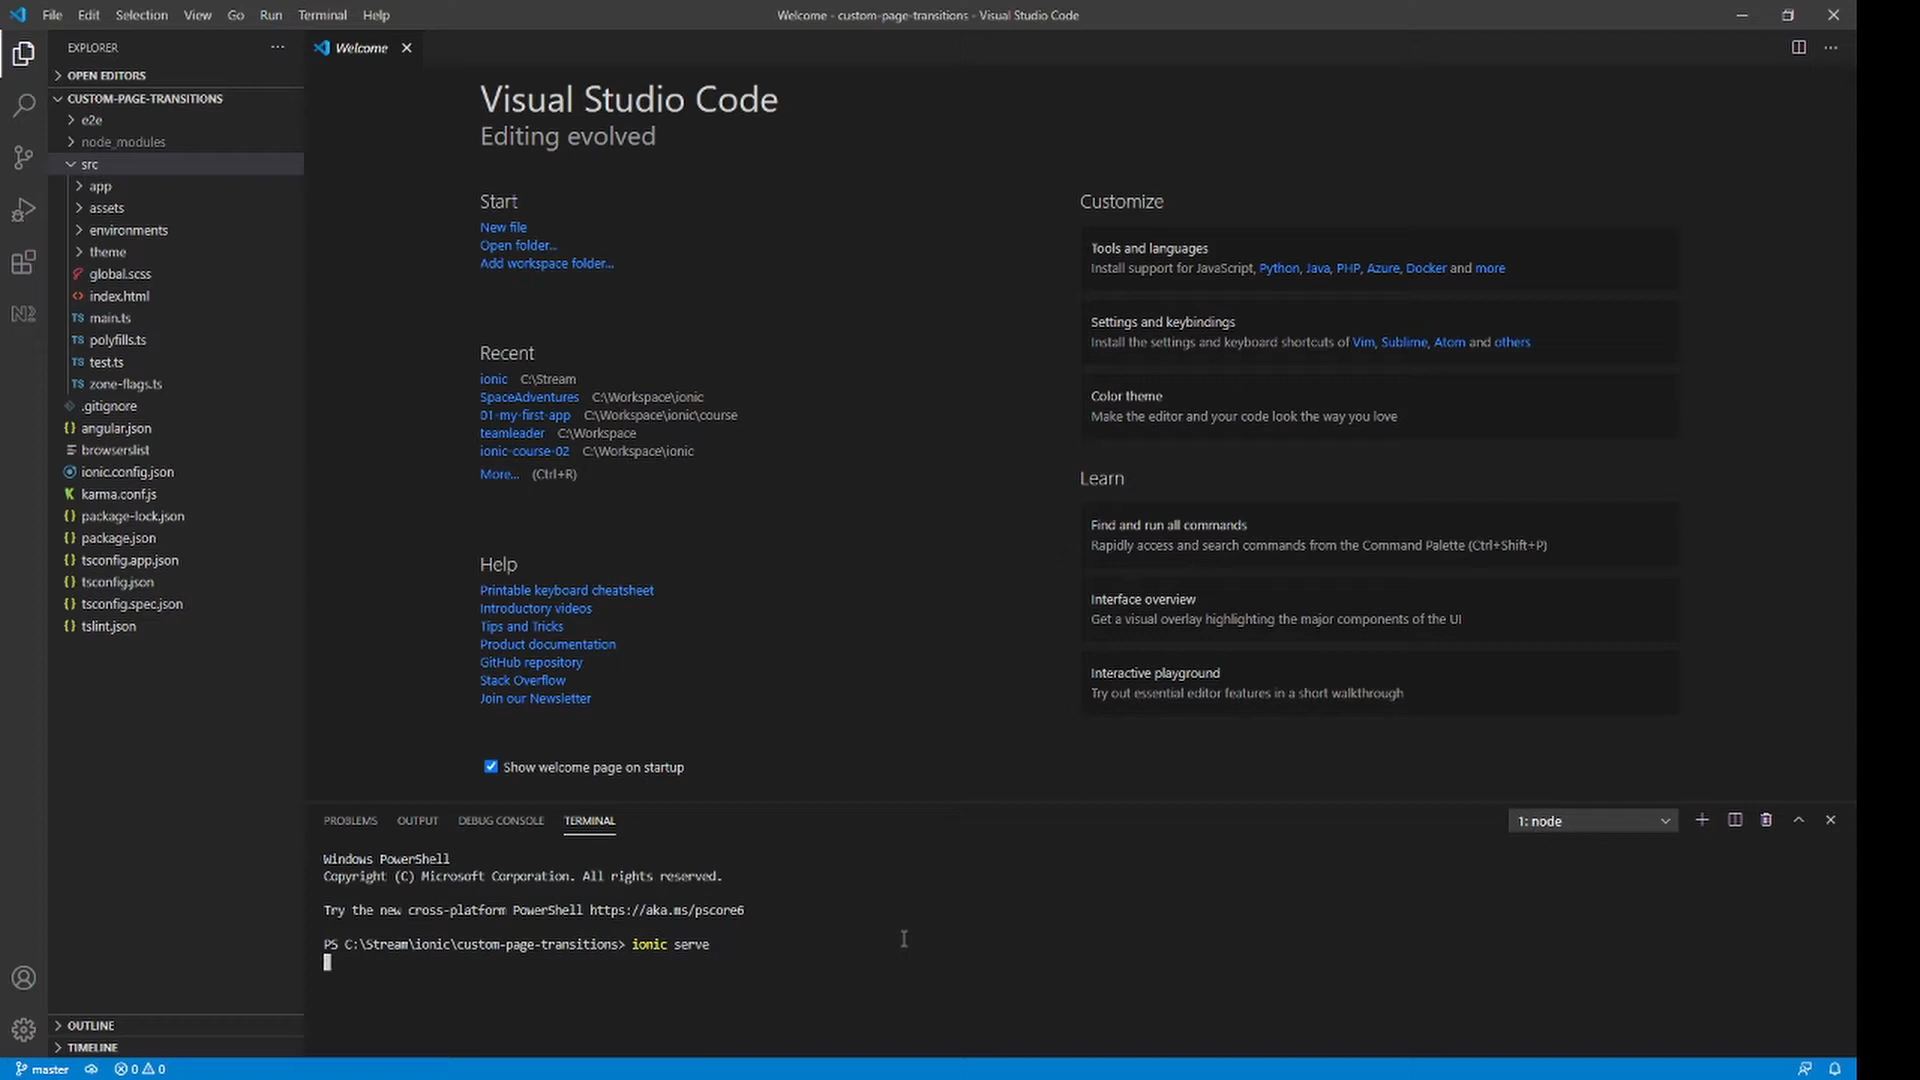 File Edit Selection View Go Run Terminal Help
Welcome - custom-page-transitions - Visual Studio Code
EXPLORER
OPEN EDITORS
CUSTOM-PAGE-TRANSITIONS
e2e
node_modules
src
app
assets
environments
theme
global.scss
<> index.html
TS main.ts
TS polyfills.ts
TS test.ts
TS zone-flags.ts
.gitignore
{} angular.json
browserslist
ionic.config.json
K karma.conf.js
{} package-lock.json
{} package.json
{} tsconfig.app.json
{} tsconfig.json
{} tsconfig.spec.json
{} tslint.json
OUTLINE
TIMELINE
Welcome
Visual Studio Code
Editing evolved
Start
New file
Open folder...
Add workspace folder...
Recent
ionic C:\Stream
SpaceAdventures C:\Workspace\ionic
01-my-first-app C:\Workspace\ionic\course
teamleader C:\Workspace
ionic-course-02 C:\Workspace\ionic
More... (Ctrl+R)
Help
Printable keyboard cheatsheet
Introductory videos
Tips and Tricks
Product documentation
GitHub repository
Stack Overflow
Join our Newsletter
Show welcome page on startup
Customize
Tools and languages
Install support for JavaScript, Python, Java, PHP, Azure, Docker and more
Settings and keybindings
Install the settings and keyboard shortcuts of Vim, Sublime, Atom and others
Color theme
Make the editor and your code look the way you love
Learn
Find and run all commands
Rapidly access and search commands from the Command Palette (Ctrl+Shift+P)
Interface overview
Get a visual overlay highlighting the major components of the UI
Interactive playground
Try out essential editor features in a short walkthrough
PROBLEMS OUTPUT DEBUG CONSOLE TERMINAL
1: node
Windows PowerShell
Copyright (C) Microsoft Corporation. All rights reserved.
Try the new cross-platform PowerShell https://aka.ms/pscore6
PS C:\Stream\ionic\custom-page-transitions> ionic serve
master 0 0